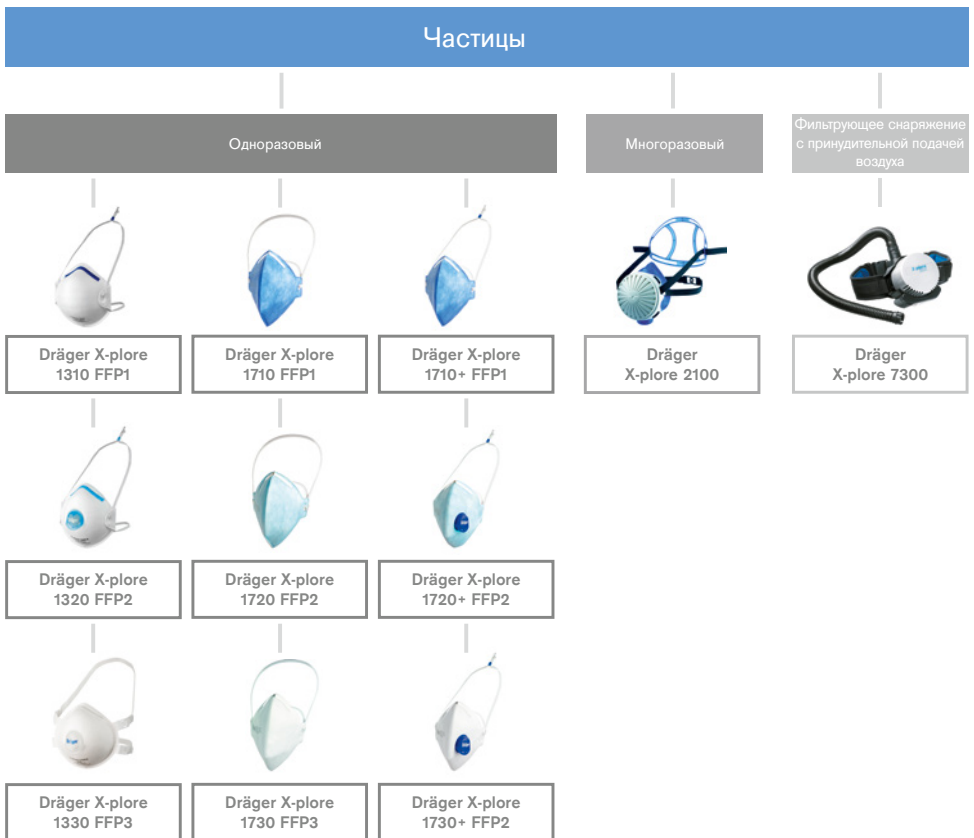 Частицы
Одноразовый
Многоразовый
Фильтрующее снаряжение
с принудительной подачей
воздуха
Dräger X-plore
1310 FFP1
Dräger X-plore
1710 FFP1
Dräger X-plore
1710+ FFP1
Dräger
X-plore 2100
Dräger
X-plore 7300
Dräger X-plore
1320 FFP2
Dräger X-plore
1720 FFP2
Dräger X-plore
1720+ FFP2
Dräger X-plore
1330 FFP3
Dräger X-plore
1730 FFP3
Dräger X-plore
1730+ FFP2